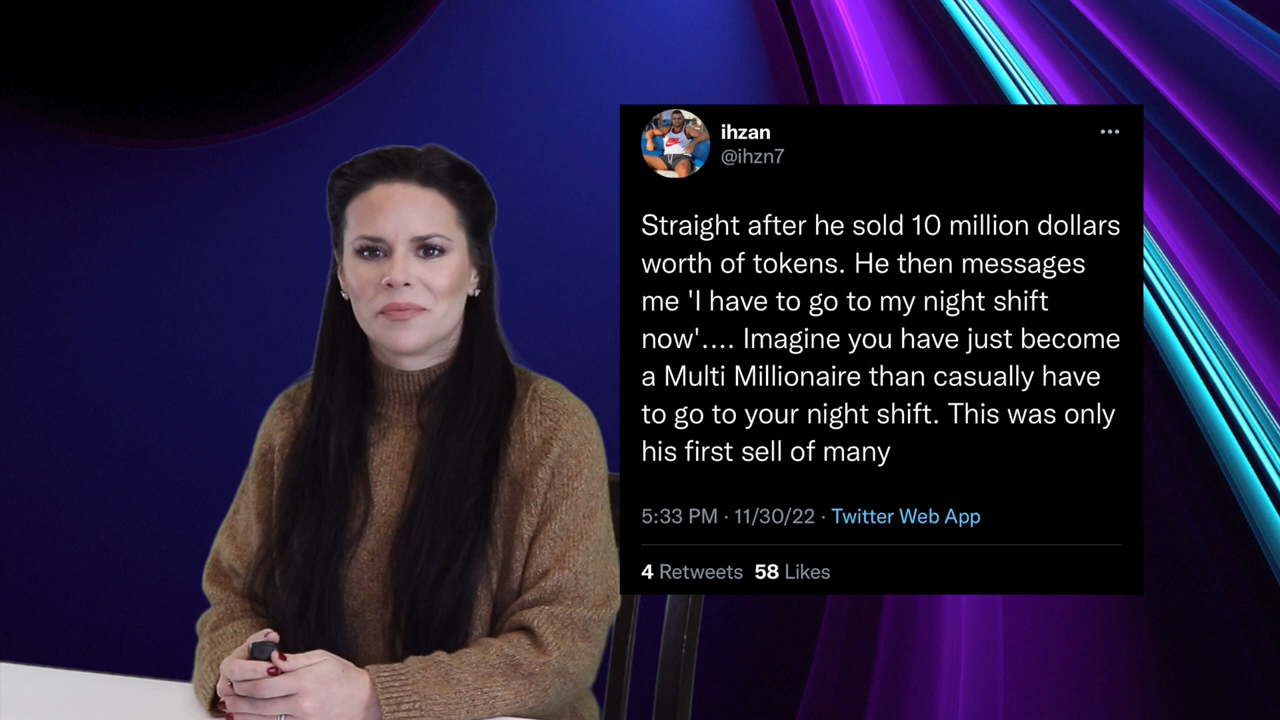 ihzan
@ihzn7
Straight after he sold 10 million dollars
worth of tokens. He then messages
me 'I have to go to my night shift
now'.... Imagine you have just become
a Multi Millionaire than casually have
to go to your night shift. This was only
his first sell of many
5:33 PM · 11/30/22 · Twitter Web App
4 Retweets 58 Likes